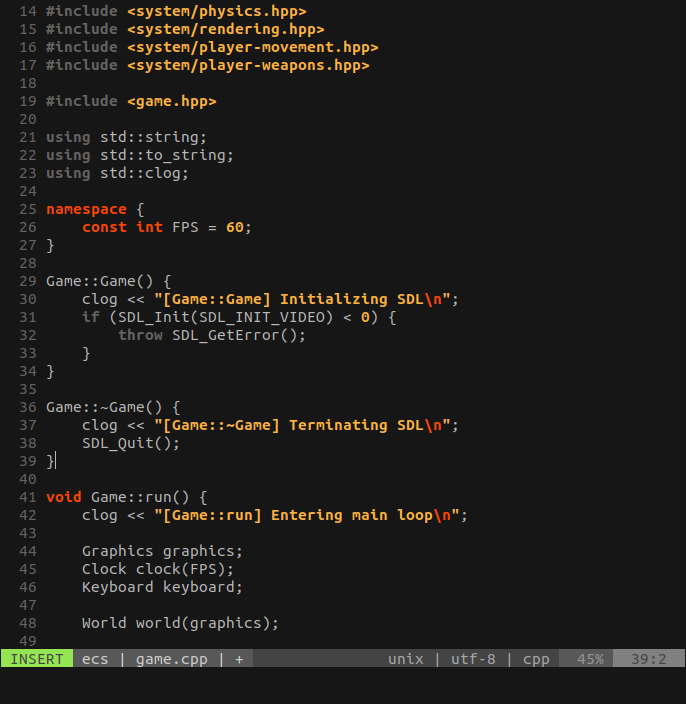 14 #include <system/physics.hpp>
15 #include <system/rendering.hpp>
16 #include <system/player-movement.hpp>
17 #include <system/player-weapons.hpp>
18
19 #include <game.hpp>
20
21 using std::string;
22 using std::to_string;
23 using std::clog;
24
25 namespace {
26     const int FPS = 60;
27 }
28
29 Game::Game() {
30     clog << "[Game::Game] Initializing SDL\n";
31     if (SDL_Init(SDL_INIT_VIDEO) < 0) {
32         throw SDL_GetError();
33     }
34 }
35
36 Game::~Game() {
37     clog << "[Game::~Game] Terminating SDL\n";
38     SDL_Quit();
39 }
40
41 void Game::run() {
42     clog << "[Game::run] Entering main loop\n";
43
44     Graphics graphics;
45     Clock clock(FPS);
46     Keyboard keyboard;
47
48     World world(graphics);
49
INSERT ecs | game.cpp | + unix | utf-8 | cpp 45% 39:2